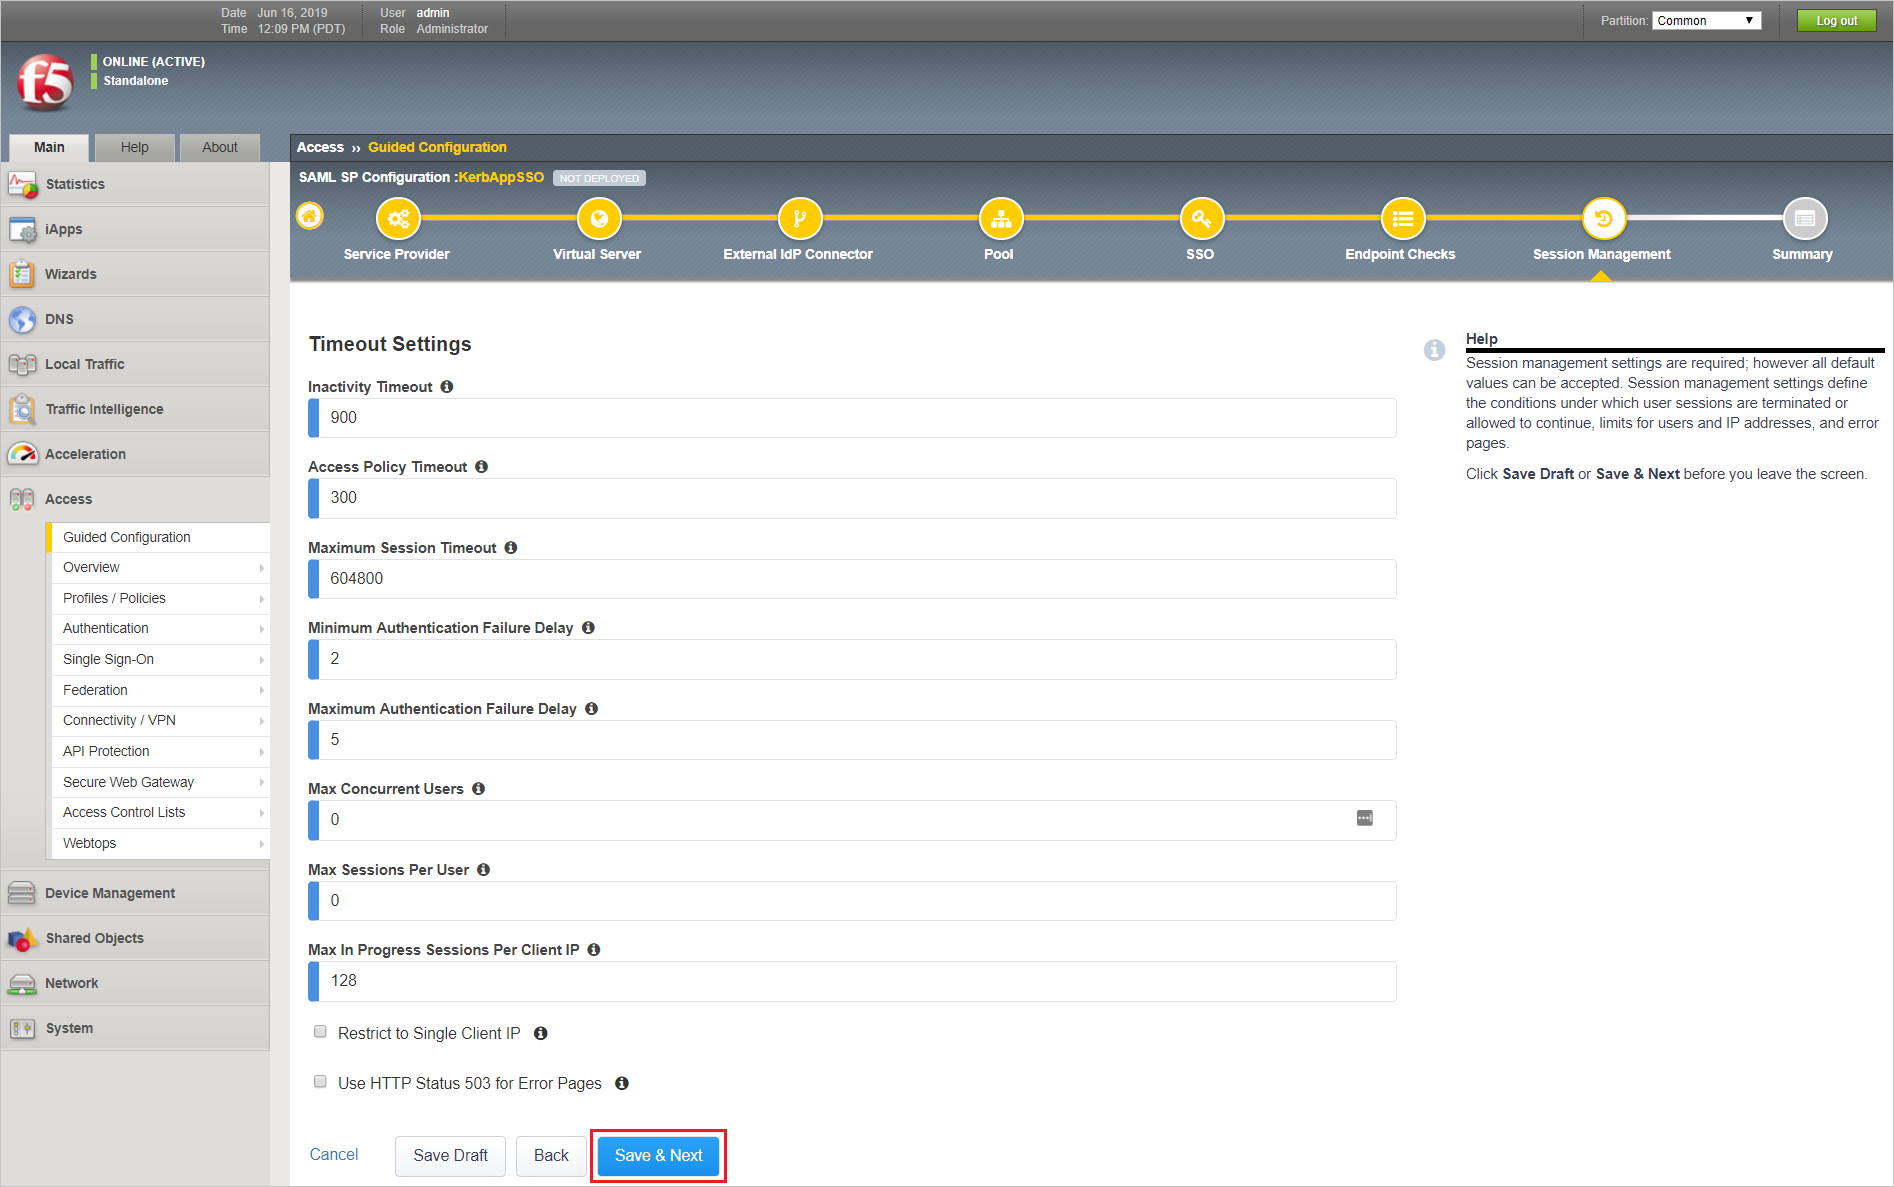 Date Jun 16, 2019
Time 12:09 PM (PDT)
User admin
Role Administrator
Partition: Common
Log out
f5
ONLINE (ACTIVE)
Standalone
Main Help About
Access ›› Guided Configuration
SAML SP Configuration :KerbAppSSO NOT DEPLOYED
Service Provider Virtual Server External IdP Connector Pool SSO Endpoint Checks Session Management Summary
Statistics
iApps
Wizards
DNS
Local Traffic
Traffic Intelligence
Acceleration
Access
Guided Configuration
Overview
Profiles / Policies
Authentication
Single Sign-On
Federation
Connectivity / VPN
API Protection
Secure Web Gateway
Access Control Lists
Webtops
Device Management
Shared Objects
Network
System
Timeout Settings
Inactivity Timeout
900
Access Policy Timeout
300
Maximum Session Timeout
604800
Minimum Authentication Failure Delay
2
Maximum Authentication Failure Delay
5
Max Concurrent Users
0
Max Sessions Per User
0
Max In Progress Sessions Per Client IP
128
Restrict to Single Client IP
Use HTTP Status 503 for Error Pages
Cancel Save Draft Back Save & Next
Help
Session management settings are required; however all default
values can be accepted. Session management settings define
the conditions under which user sessions are terminated or
allowed to continue, limits for users and IP addresses, and error
pages.
Click Save Draft or Save & Next before you leave the screen.